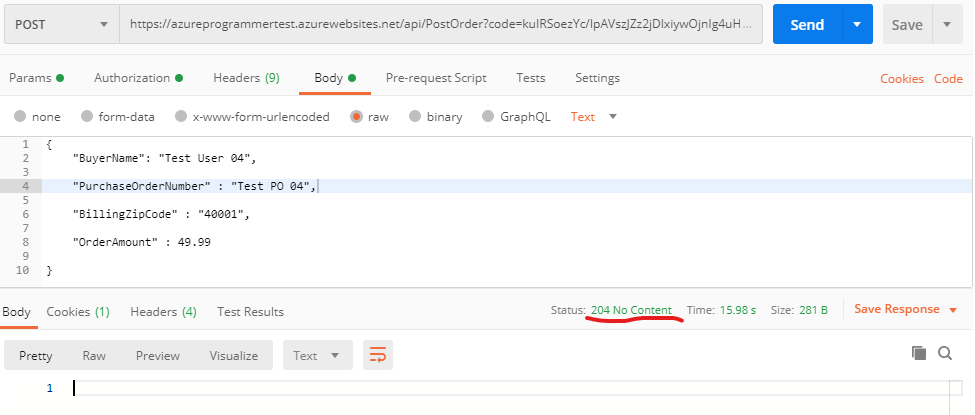 POST https://azureprogrammertest.azurewebsites.net/api/PostOrder?code=kuIRSoezYc/IpAVszJZz2jDIxiywOjnIg4uH... Send Save
Params Authorization Headers (9) Body Pre-request Script Tests Settings Cookies Code
none form-data x-www-form-urlencoded raw binary GraphQL Text
1 {
2 "BuyerName": "Test User 04",
3
4 "PurchaseOrderNumber" : "Test PO 04",
5
6 "BillingZipCode" : "40001",
7
8 "OrderAmount" : 49.99
9
10 }
Body Cookies (1) Headers (4) Test Results Status: 204 No Content Time: 15.98 s Size: 281 B Save Response
Pretty Raw Preview Visualize Text
1